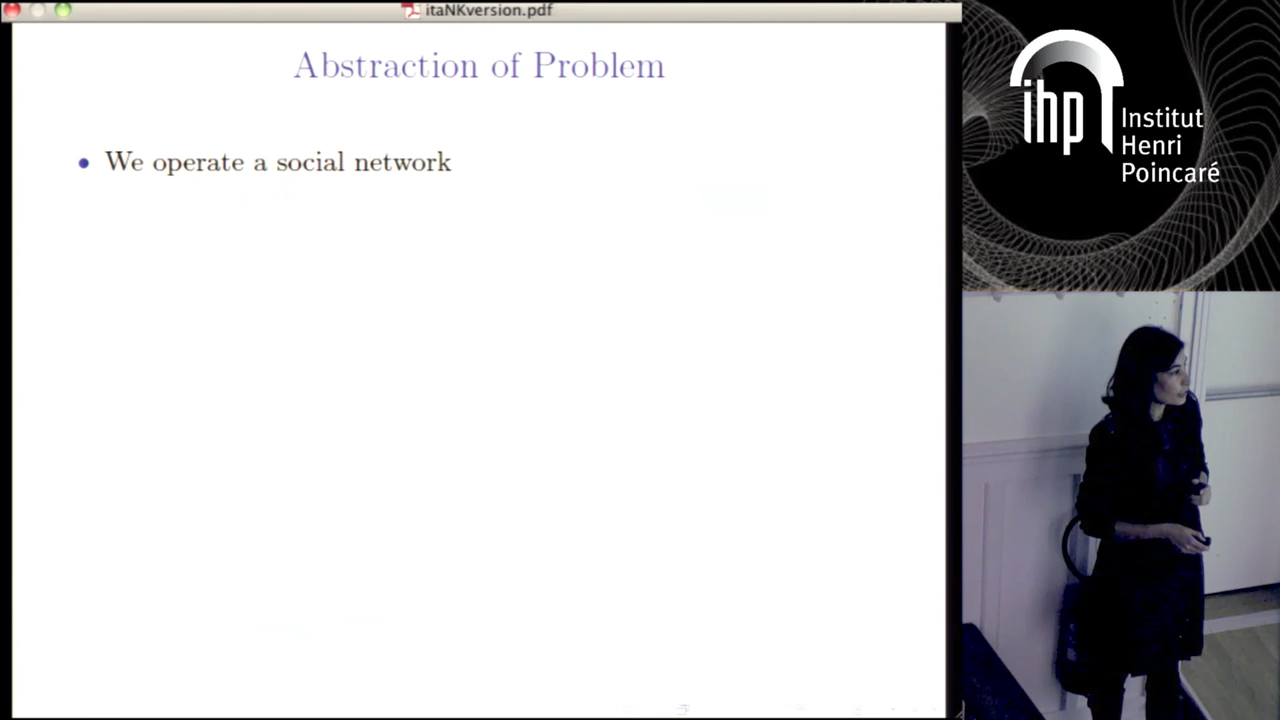 itaNKversion.pdf
Abstraction of Problem
• We operate a social network
ihp
Institut
Henri
Poincaré